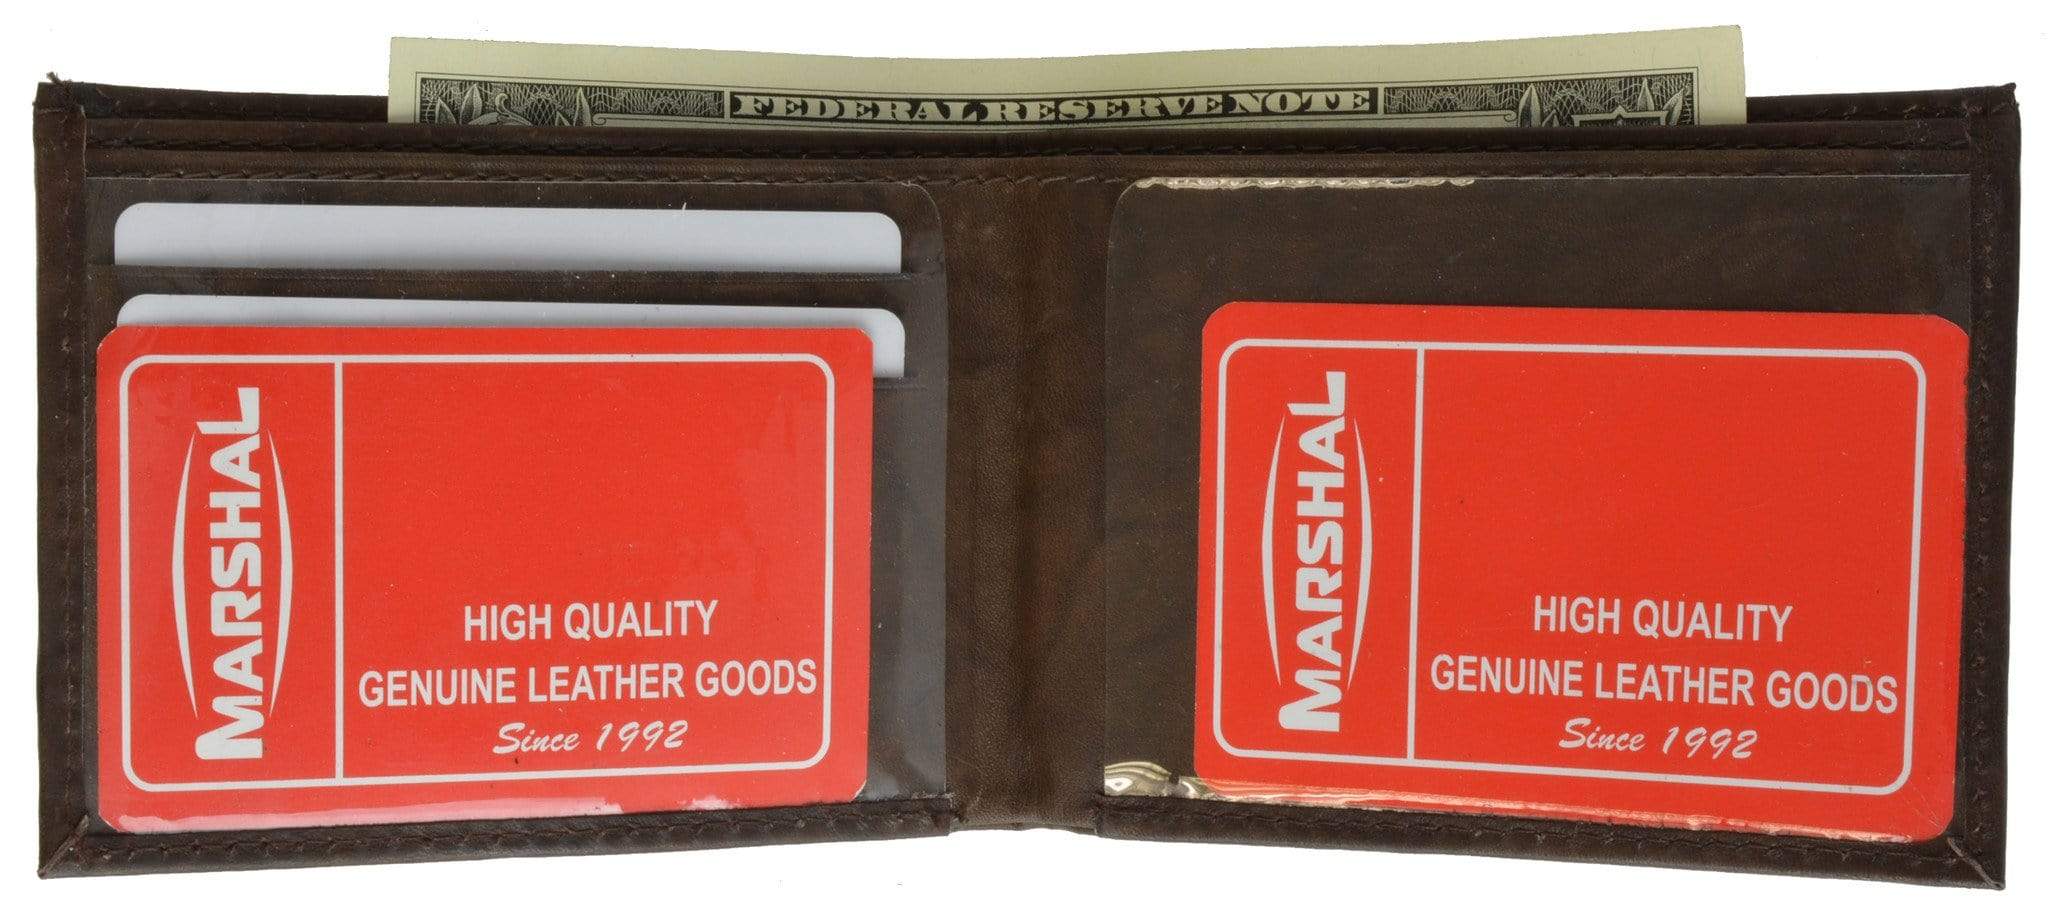 FEDERAL RESERVE NOTE
MARSHAL
HIGH QUALITY
GENUINE LEATHER GOODS
Since 1992
MARSHAL
HIGH QUALITY
GENUINE LEATHER GOODS
Since 1992